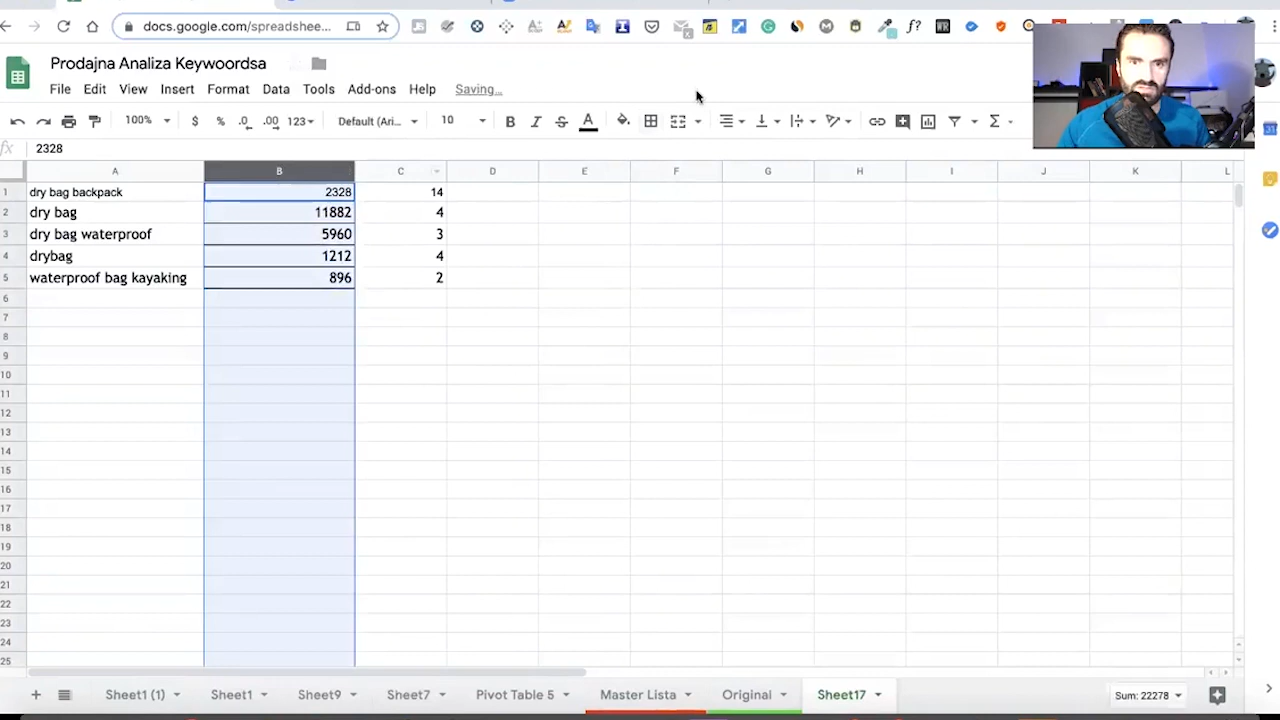 docs.google.com/spreadshee...
Prodajna Analiza Keywoordsa
File Edit View Insert Format Data Tools Add-ons Help Saving...
100% $ % .0 .00 123 Default (Ari... 10 B I S A
fx 2328
A B C D E F G H I J K L
1 dry bag backpack 2328 14
2 dry bag 11882 4
3 dry bag waterproof 5960 3
4 drybag 1212 4
5 waterproof bag kayaking 896 2
6
7
8
9
10
11
12
13
14
15
16
17
18
19
20
21
22
23
24
25
Sheet1 (1) Sheet1 Sheet9 Sheet7 Pivot Table 5 Master Lista Original Sheet17 Sum: 22278